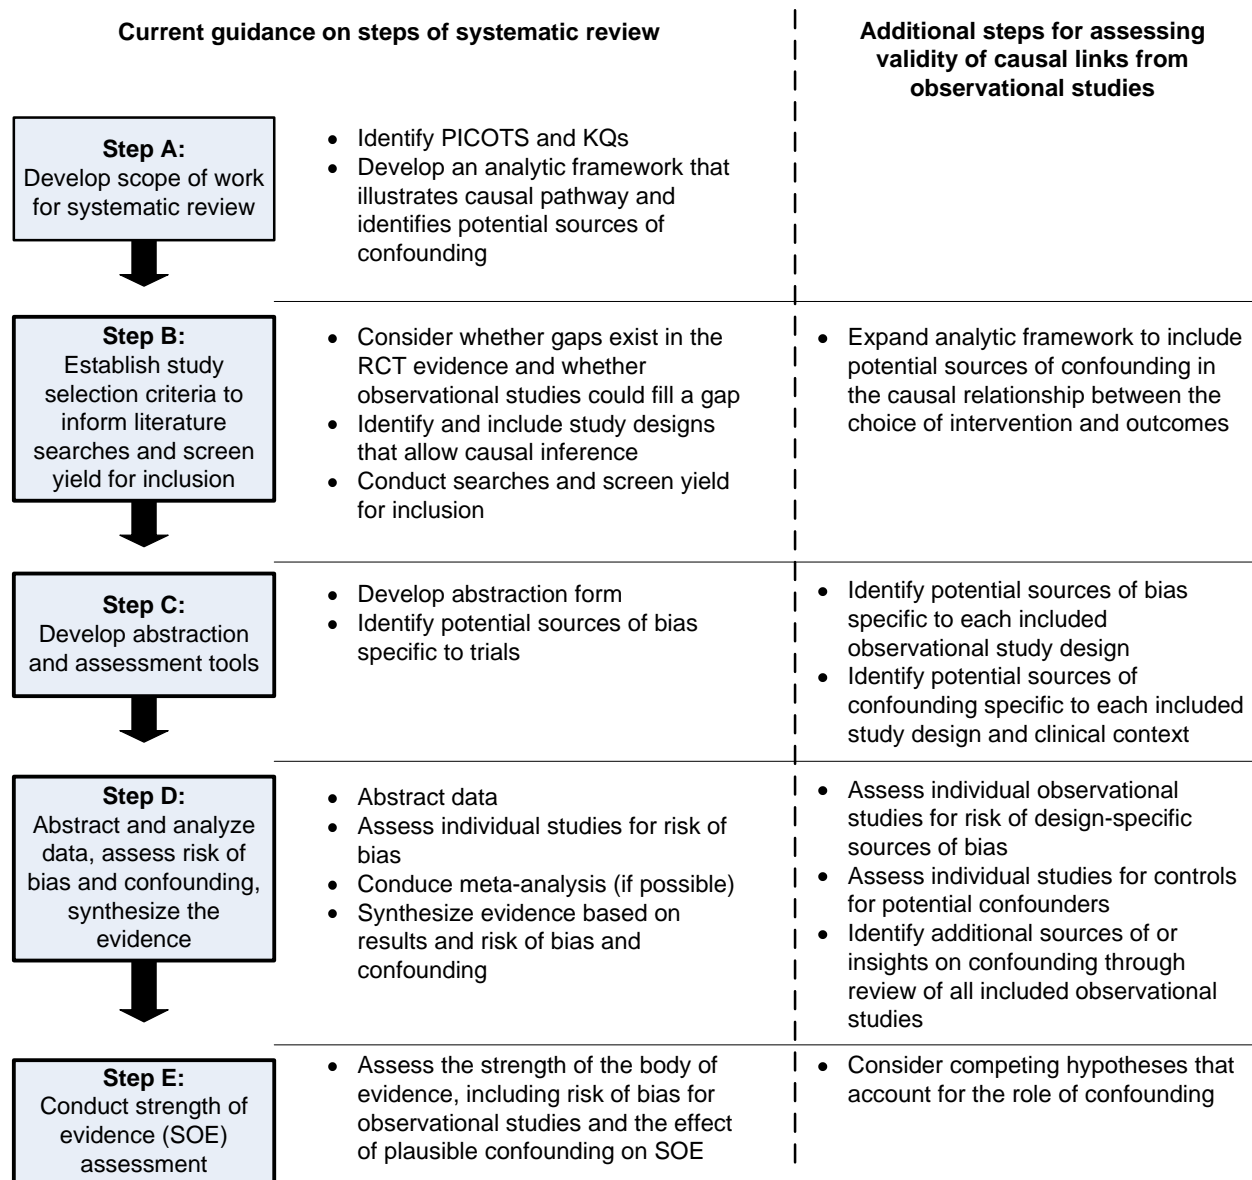 Current guidance on steps of systematic review
Additional steps for assessing
validity of causal links from
observational studies
Step A:
Develop scope of work
for systematic review
• Identify PICOTS and KQs
• Develop an analytic framework that
illustrates causal pathway and
identifies potential sources of
confounding
Step B:
Establish study
selection criteria to
inform literature
searches and screen
yield for inclusion
• Consider whether gaps exist in the
RCT evidence and whether
observational studies could fill a gap
• Identify and include study designs
that allow causal inference
• Conduct searches and screen yield
for inclusion
• Expand analytic framework to include
potential sources of confounding in
the causal relationship between the
choice of intervention and outcomes
Step C:
Develop abstraction
and assessment tools
• Develop abstraction form
• Identify potential sources of bias
specific to trials
• Identify potential sources of bias
specific to each included
observational study design
• Identify potential sources of
confounding specific to each included
study design and clinical context
Step D:
Abstract and analyze
data, assess risk of
bias and confounding,
synthesize the
evidence
• Abstract data
• Assess individual studies for risk of
bias
• Conduce meta-analysis (if possible)
• Synthesize evidence based on
results and risk of bias and
confounding
• Assess individual observational
studies for risk of design-specific
sources of bias
• Assess individual studies for controls
for potential confounders
• Identify additional sources of or
insights on confounding through
review of all included observational
studies
Step E:
Conduct strength of
evidence (SOE)
assessment
• Assess the strength of the body of
evidence, including risk of bias for
observational studies and the effect
of plausible confounding on SOE
• Consider competing hypotheses that
account for the role of confounding